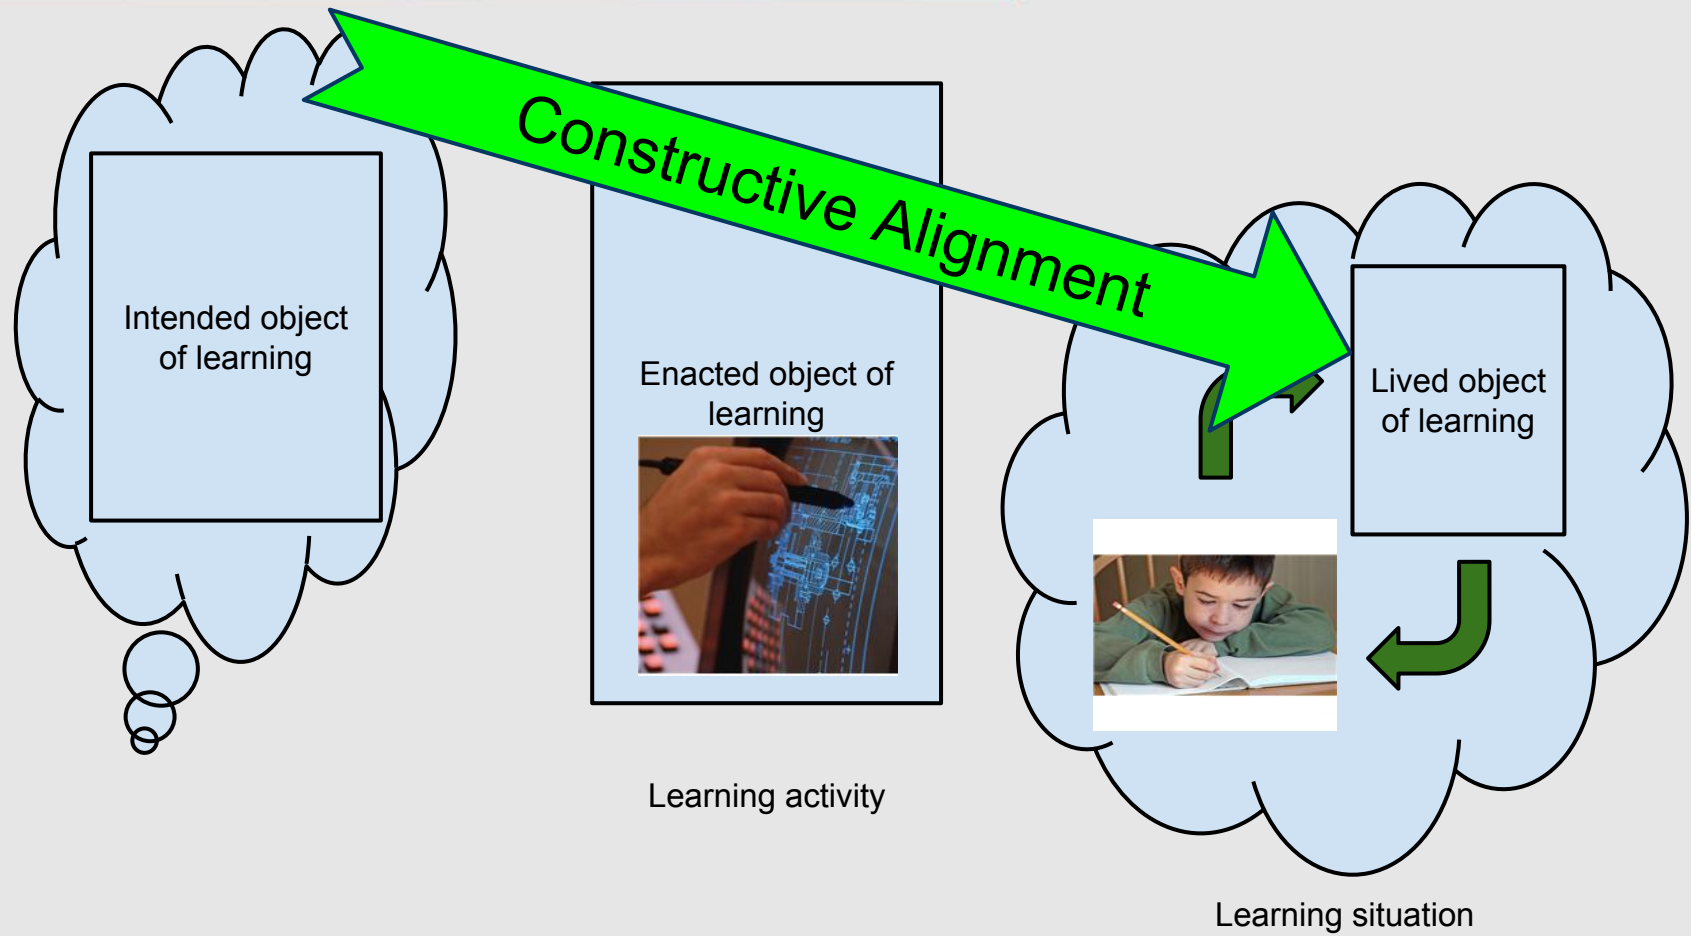 Constructive Alignment
Intended object
of learning
Enacted object of
learning
Lived object
of learning
Learning activity
Learning situation